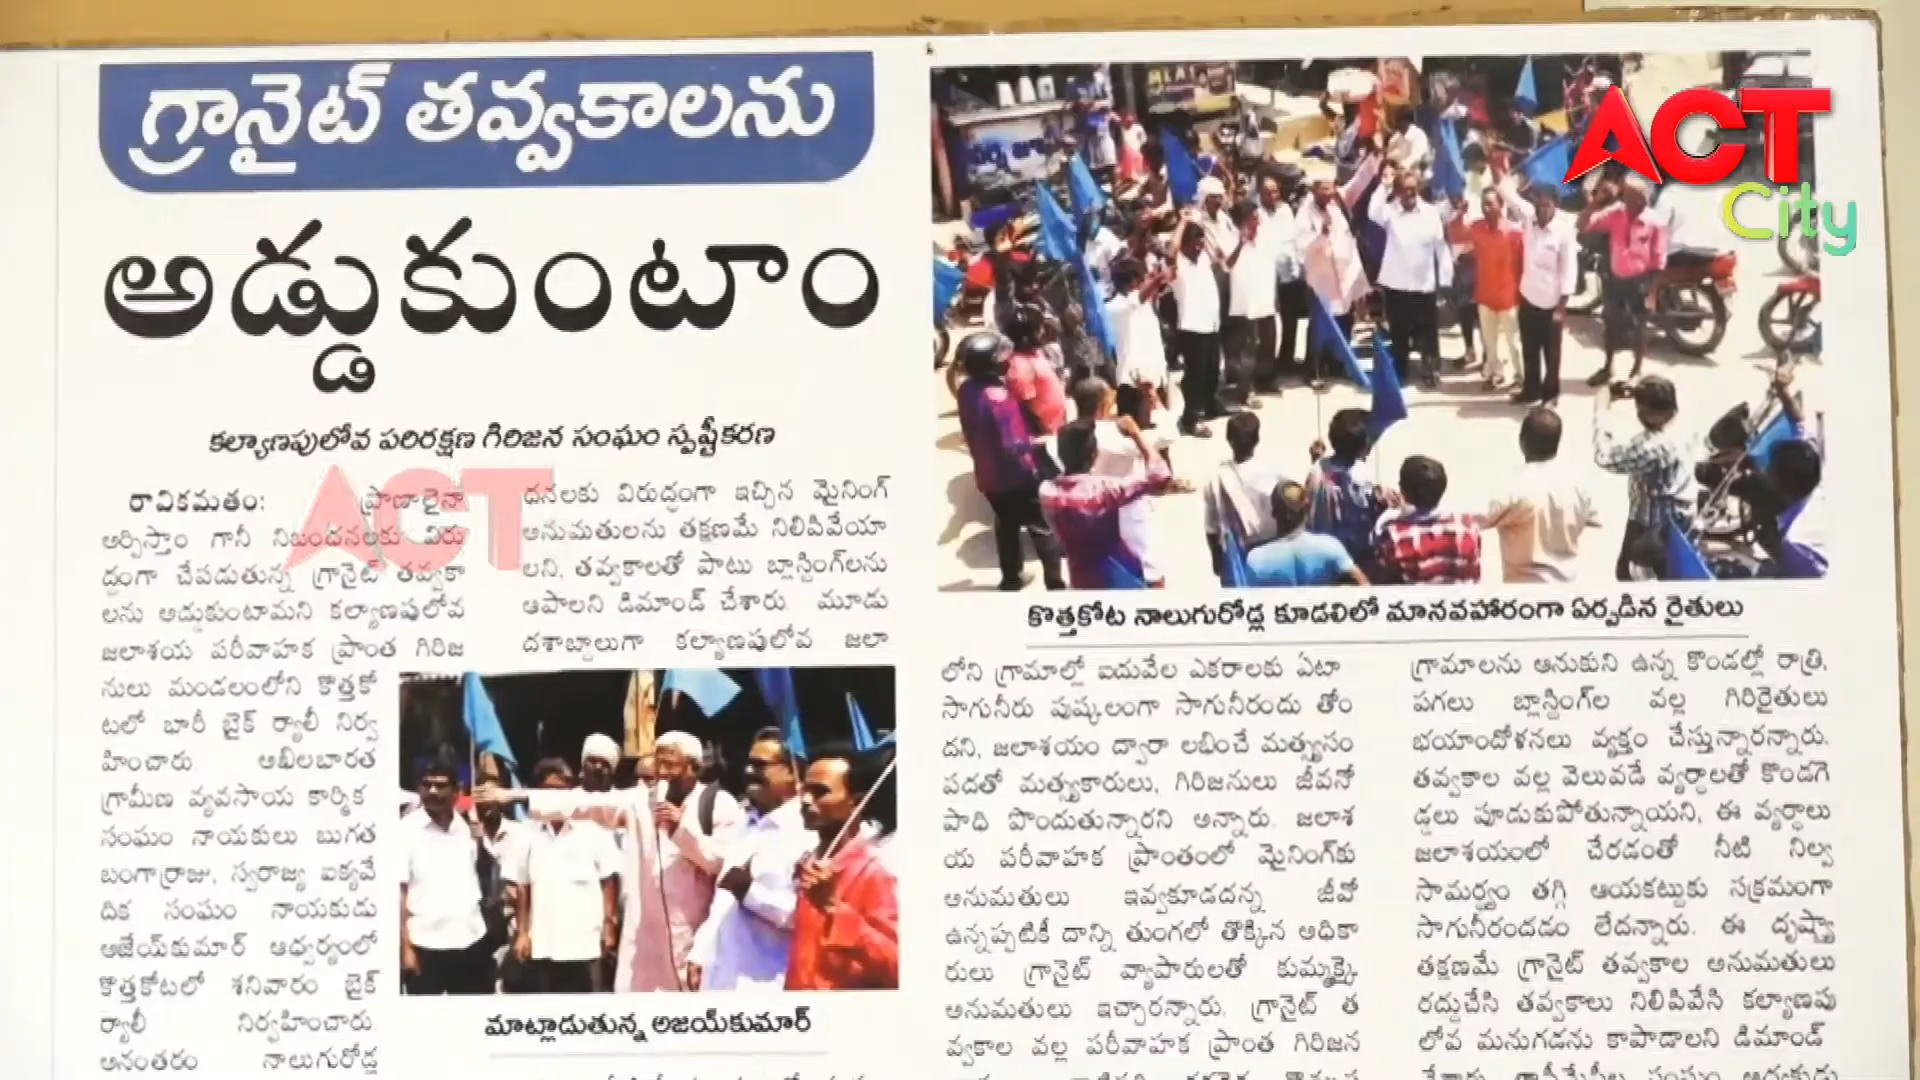 గ్రానైట్ తవ్వకాలను
అడ్డుకుంటాం
కల్యాణపులోవ పరిరక్షణ గిరిజన సంఘం స్పష్టీకరణ
రావికమతం: ప్రాణాలైనా
అర్పిస్తాం గానీ నిబంధనలకు విరు
ద్ధంగా చేపడుతున్న గ్రానైట్ తవ్వకా
లను అడ్డుకుంటామని కల్యాణపులోవ
జలాశయ పరీవాహక ప్రాంత గిరిజ
నులు మండలంలోని కొత్తకో
టలో భారీ బైక్ ర్యాలీ నిర్వ
హించారు. అఖిలభారత
గ్రామీణ వ్యవసాయ కార్మిక
సంఘం నాయకులు బుగత
బంగార్రాజు, స్వరాజ్య ఐక్యవే
దిక సంఘం నాయకుడు
అజేయ్‌కుమార్ ఆధ్వర్యంలో
కొత్తకోటలో శనివారం బైక్
ర్యాలీ నిర్వహించారు.
అనంతరం నాలుగురోడ్ల
ధనలకు విరుద్ధంగా ఇచ్చిన మైనింగ్
అనుమతులను తక్షణమే నిలిపివేయా
లని, తవ్వకాలతో పాటు బ్లాస్టింగ్‌లను
ఆపాలని డిమాండ్ చేశారు. మూడు
దశాబ్దాలుగా కల్యాణపులోవ జలా
మాట్లాడుతున్న అజయ్‌కుమార్
కొత్తకోట నాలుగురోడ్ల కూడలిలో మానవహారంగా ఏర్పడిన రైతులు
లోని గ్రామాల్లో ఐదువేల ఎకరాలకు ఏటా
సాగునీరు పుష్కలంగా సాగునీరందు తోం
దని, జలాశయం ద్వారా లభించే మత్స్యసం
పదతో మత్స్యకారులు, గిరిజనులు జీవనో
పాధి పొందుతున్నారని అన్నారు. జలాశ
య పరీవాహక ప్రాంతంలో మైనింగ్‌కు
అనుమతులు ఇవ్వకూడదన్న జీవో
ఉన్నప్పటికీ దాన్ని తుంగలో తొక్కిన అధికా
రులు గ్రానైట్ వ్యాపారులతో కుమ్మక్కై
అనుమతులు ఇచ్చారన్నారు. గ్రానైట్ త
వ్వకాల వల్ల పరీవాహక ప్రాంత గిరిజన
గ్రామాలను ఆనుకుని ఉన్న కొండల్లో రాత్రి,
పగలు బ్లాస్టింగ్‌ల వల్ల గిరిరైతులు
భయాందోళనలు వ్యక్తం చేస్తున్నారన్నారు.
తవ్వకాల వల్ల వెలువడే వ్యర్థాలతో కొండగె
డ్డలు పూడుకుపోతున్నాయని, ఈ వ్యర్థాలు
జలాశయంలో చేరడంతో నీటి నిల్వ
సామర్థ్యం తగ్గి ఆయకట్టుకు సక్రమంగా
సాగునీరందడం లేదన్నారు. ఈ దృష్ట్యా
తక్షణమే గ్రానైట్ తవ్వకాల అనుమతులు
రద్దుచేసి తవ్వకాలు నిలిపివేసి కల్యాణపు
లోవ మనుగడను కాపాడాలని డిమాండ్
ACT
City
ACT